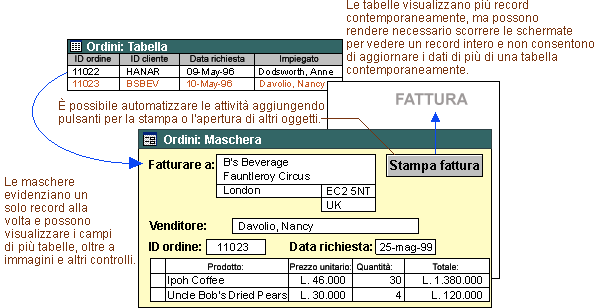 Le tabelle visualizzano più record
contemporaneamente, ma possono
rendere necessario scorrere le schermate
per vedere un record intero e non consentono
di aggiornare i dati di più di una tabella
contemporaneamente.
Ordini: Tabella
ID ordine ID cliente Data richiesta Impiegato
11022 HANAR 09-May-96 Dodsworth, Anne
11023 BSBEV 10-May-96 Davolio, Nancy
FATTURA
È possibile automatizzare le attività aggiungendo
pulsanti per la stampa o l'apertura di altri oggetti.
Ordini: Maschera
Fatturare a: B's Beverage
Fauntleroy Circus
London EC2 5NT
UK
Stampa fattura
Le maschere
evidenziano un
solo record alla
volta e possono
visualizzare i campi
di più tabelle, oltre a
immagini e altri controlli.
Venditore: Davolio, Nancy
ID ordine: 11023 Data richiesta: 25-mag-99
Prodotto: Prezzo unitario: Quantità: Totale:
Ipoh Coffee L. 46.000 30 L. 1.380.000
Uncle Bob's Dried Pears L. 30.000 4 L. 120.000